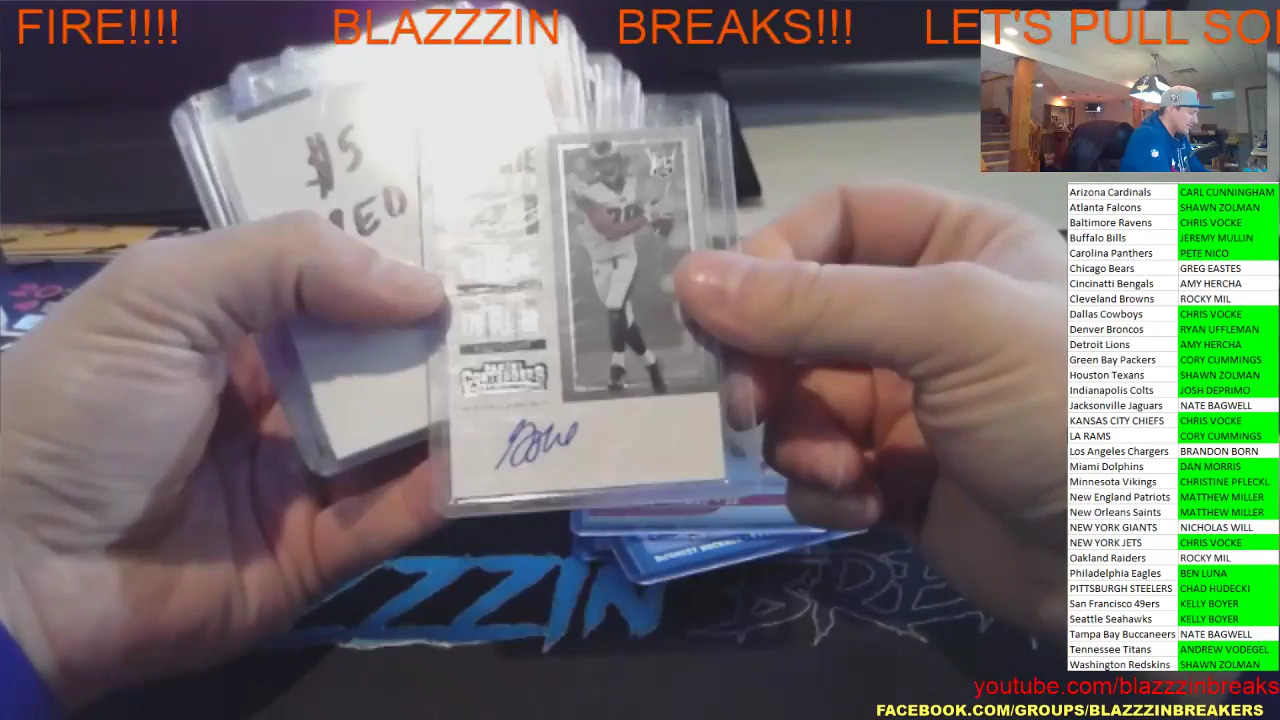 FIRE!!!! BLAZZZIN BREAKS!!! LET'S PULL SO
$5
Arizona Cardinals CARL CUNNINGHAM
Atlanta Falcons SHAWN ZOLMAN
Baltimore Ravens CHRIS VOCKE
Buffalo Bills JEREMY MULLIN
Carolina Panthers PETE NICO
Chicago Bears GREG EASTES
Cincinatti Bengals AMY HERCHA
Cleveland Browns ROCKY MIL
Dallas Cowboys CHRIS VOCKE
Denver Broncos RYAN UFFLEMAN
Detroit Lions AMY HERCHA
Green Bay Packers CORY CUMMINGS
Houston Texans SHAWN ZOLMAN
Indianapolis Colts JOSH DEPRIMO
Jacksonville Jaguars NATE BAGWELL
KANSAS CITY CHIEFS CHRIS VOCKE
LA RAMS CORY CUMMINGS
Los Angeles Chargers BRANDON BORN
Miami Dolphins DAN MORRIS
Minnesota Vikings CHRISTINE PFLECKL
New England Patriots MATTHEW MILLER
New Orleans Saints MATTHEW MILLER
NEW YORK GIANTS NICHOLAS WILL
NEW YORK JETS CHRIS VOCKE
Oakland Raiders ROCKY MIL
Philadelphia Eagles BEN LUNA
PITTSBURGH STEELERS CHAD HUDECKI
San Francisco 49ers KELLY BOYER
Seattle Seahawks KELLY BOYER
Tampa Bay Buccaneers NATE BAGWELL
Tennessee Titans ANDREW VODEGEL
Washington Redskins SHAWN ZOLMAN
youtube.com/blazzzinbreaks
FACEBOOK.COM/GROUPS/BLAZZZINBREAKERS